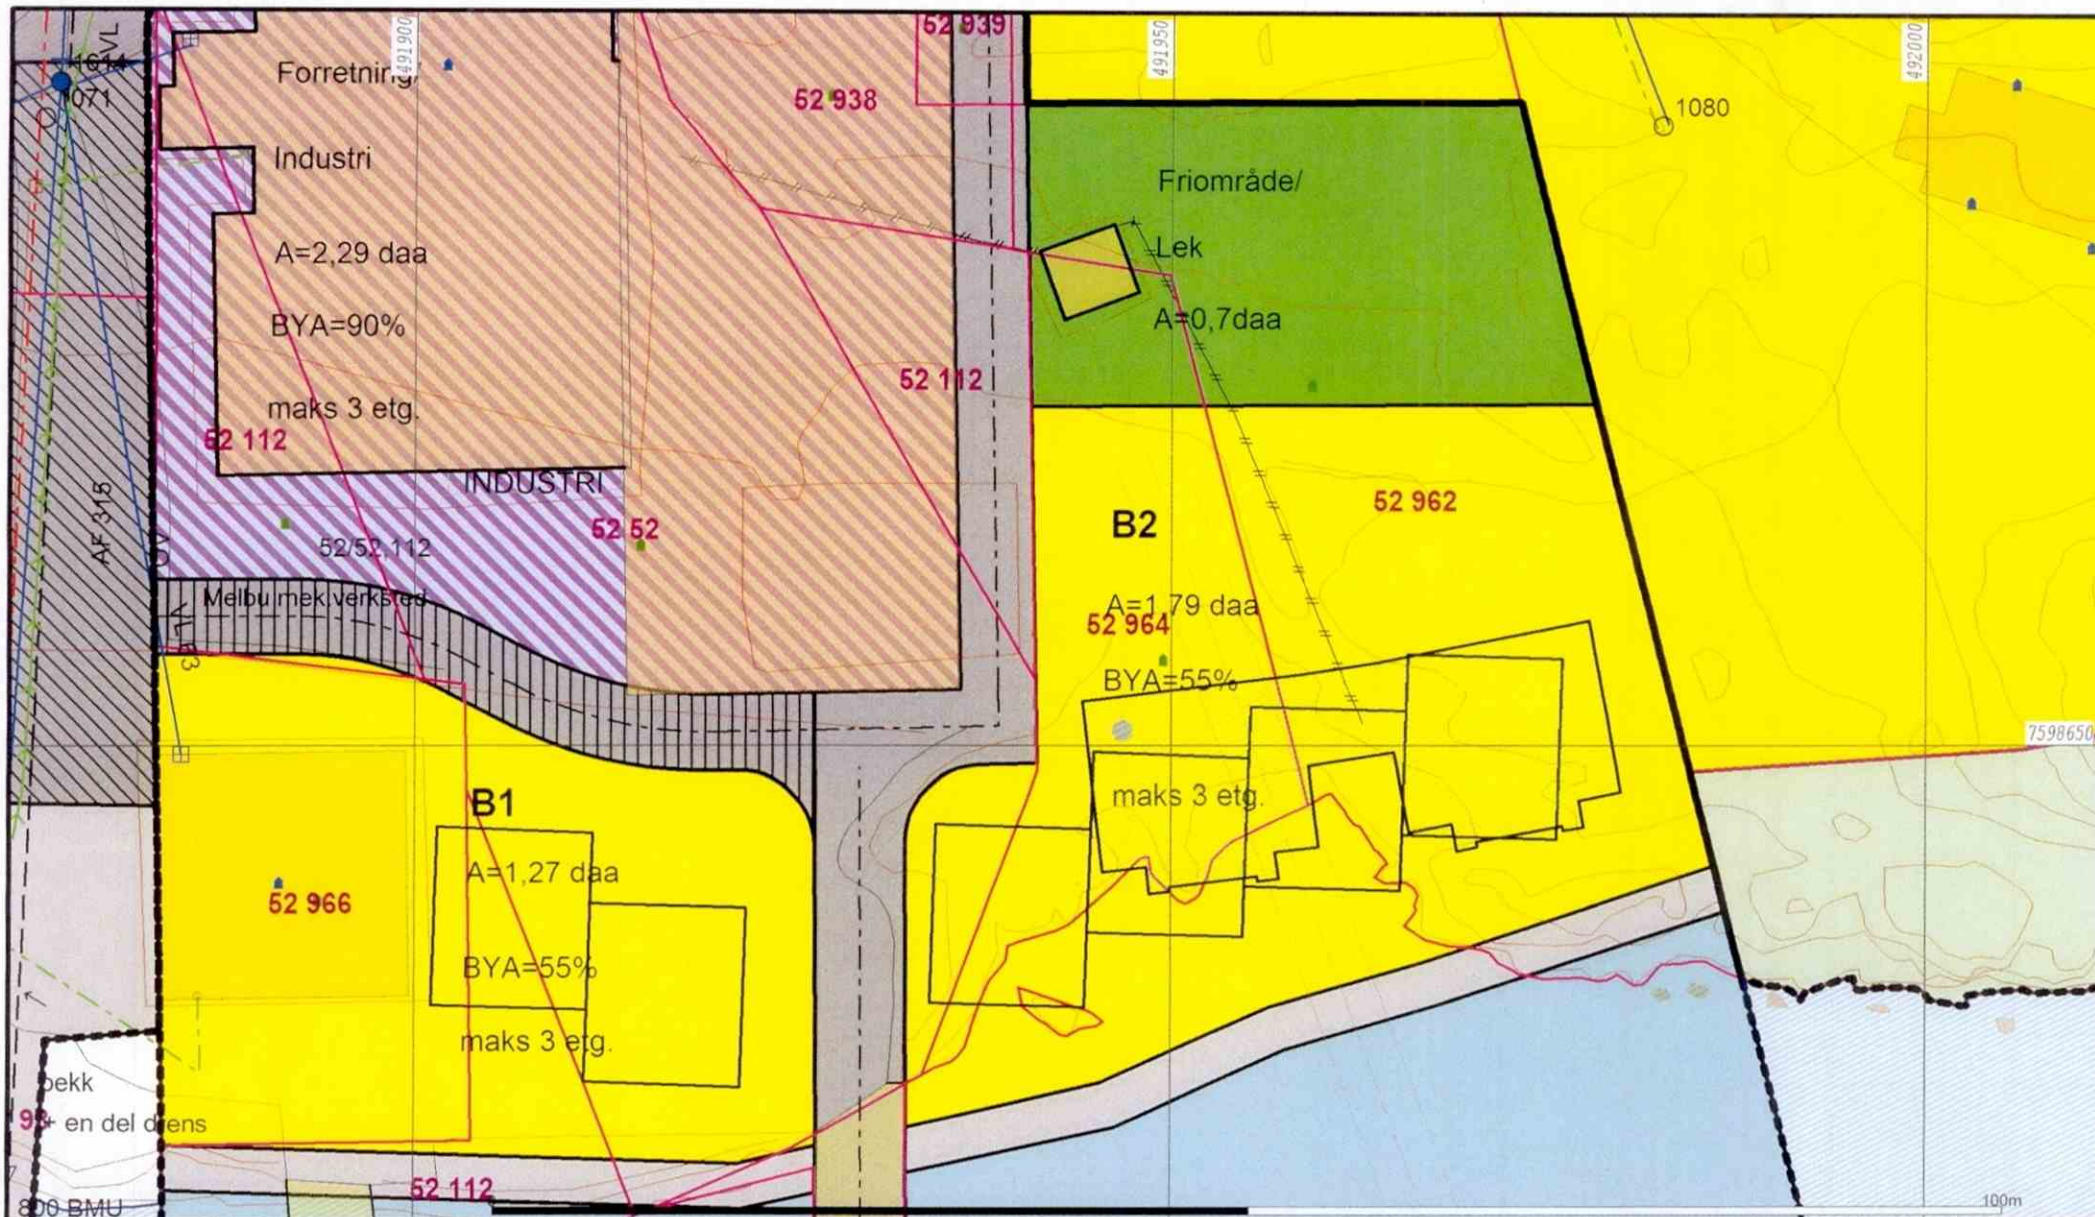 491900
491950
492000
52 939
Forretning/
52 938
Industri
A=2,29 daa
BYA=90%
maks 3 etg.
52 112
INDUSTRI
52 52
52/52,112
Melbu mek.verksted
AF 315
071
1080
Friområde/
Lek
A=0,7daa
52 112
B2
52 962
A=1,79 daa
52 964
BYA=55%
maks 3 etg.
7598650
B1
A=1,27 daa
52 966
BYA=55%
maks 3 etg.
bekk
+ en del drens
52 112
800 BMU
100m